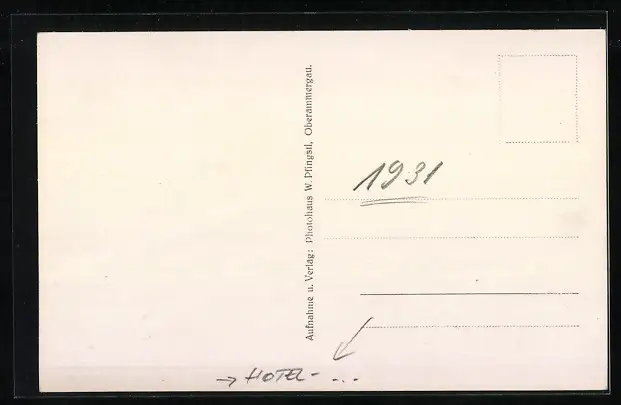 Aufnahme u. Verlag: Photohaus W. Pfingstl, Oberammergau.
1931
→ HOTEL - ...